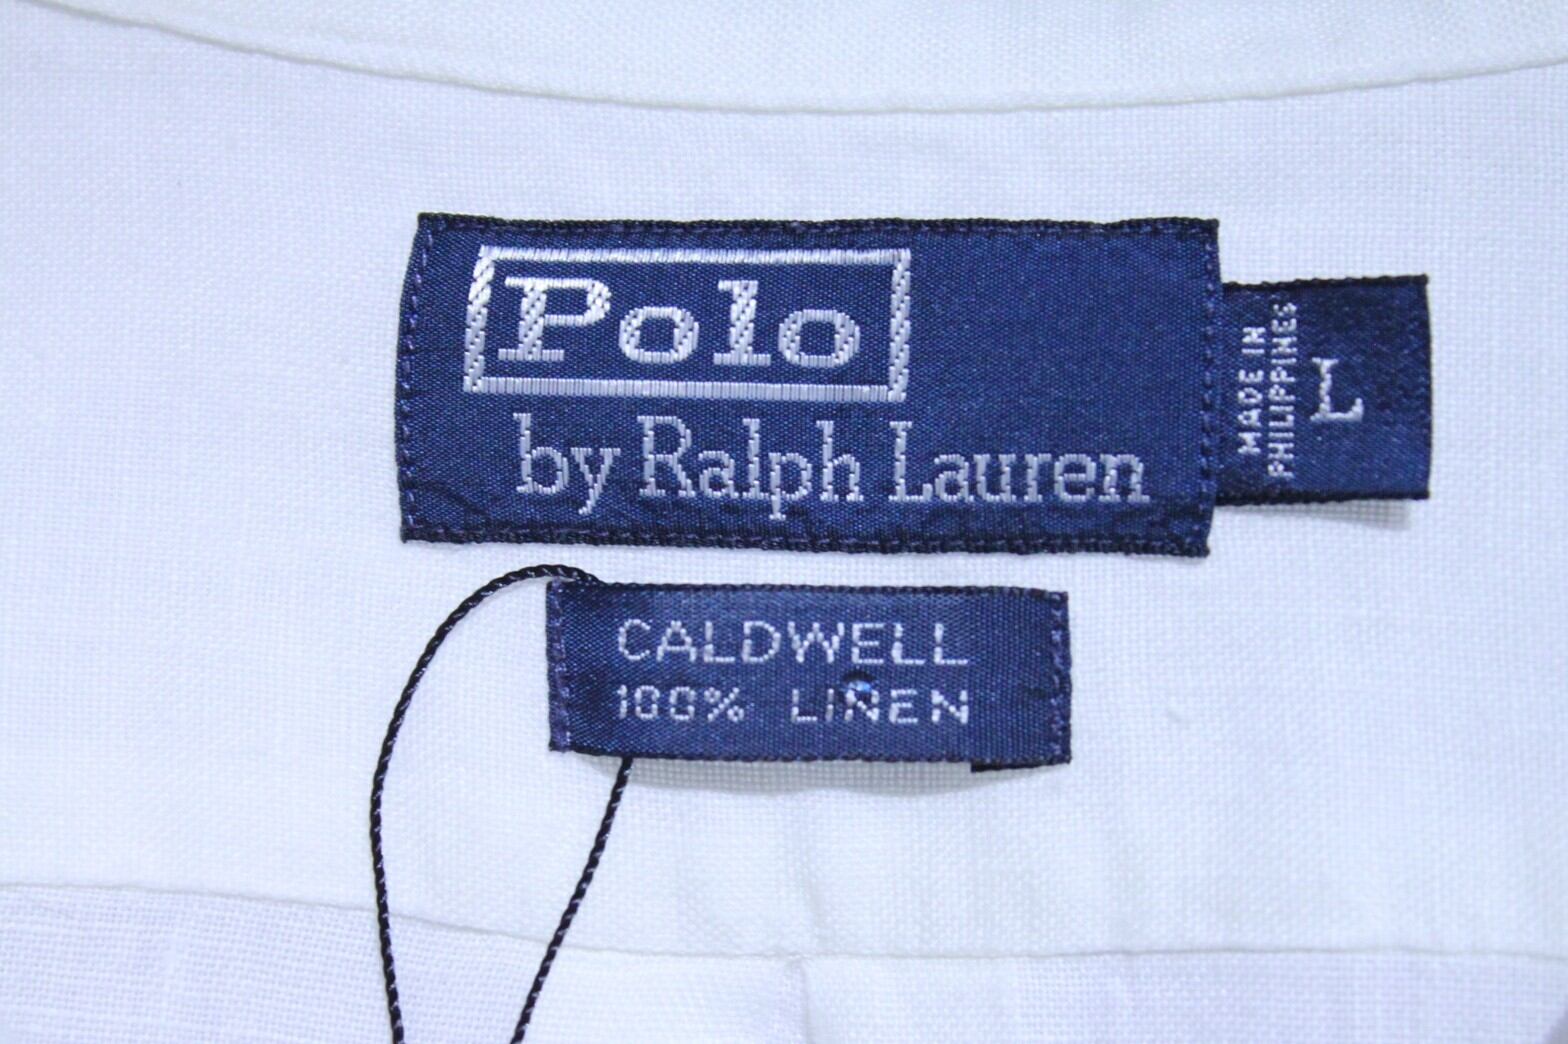 Polo
by Ralph Lauren
MADE IN
PHILIPPINES
L
CALDWELL
100% LINEN